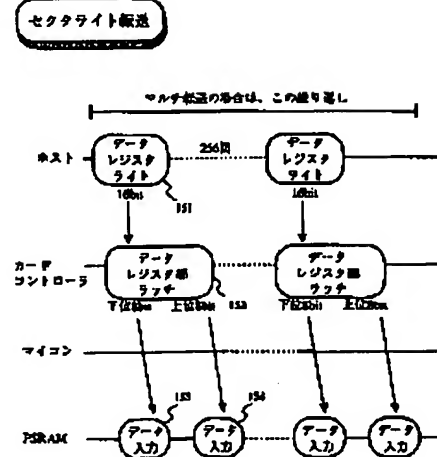 セクタライト転送
マルチ転送の場合は、この繰り返し
ホスト
データ
レジスタ
ライト
256回
データ
レジスタ
ライト
16bit
151
16bit
カード
コントローラ
データ
レジスタ部
ラッチ
データ
レジスタ部
ラッチ
下位8bit
上位8bit
152
下位8bit
上位8bit
マイコン
153
154
PSRAM
データ
入力
データ
入力
データ
入力
データ
入力